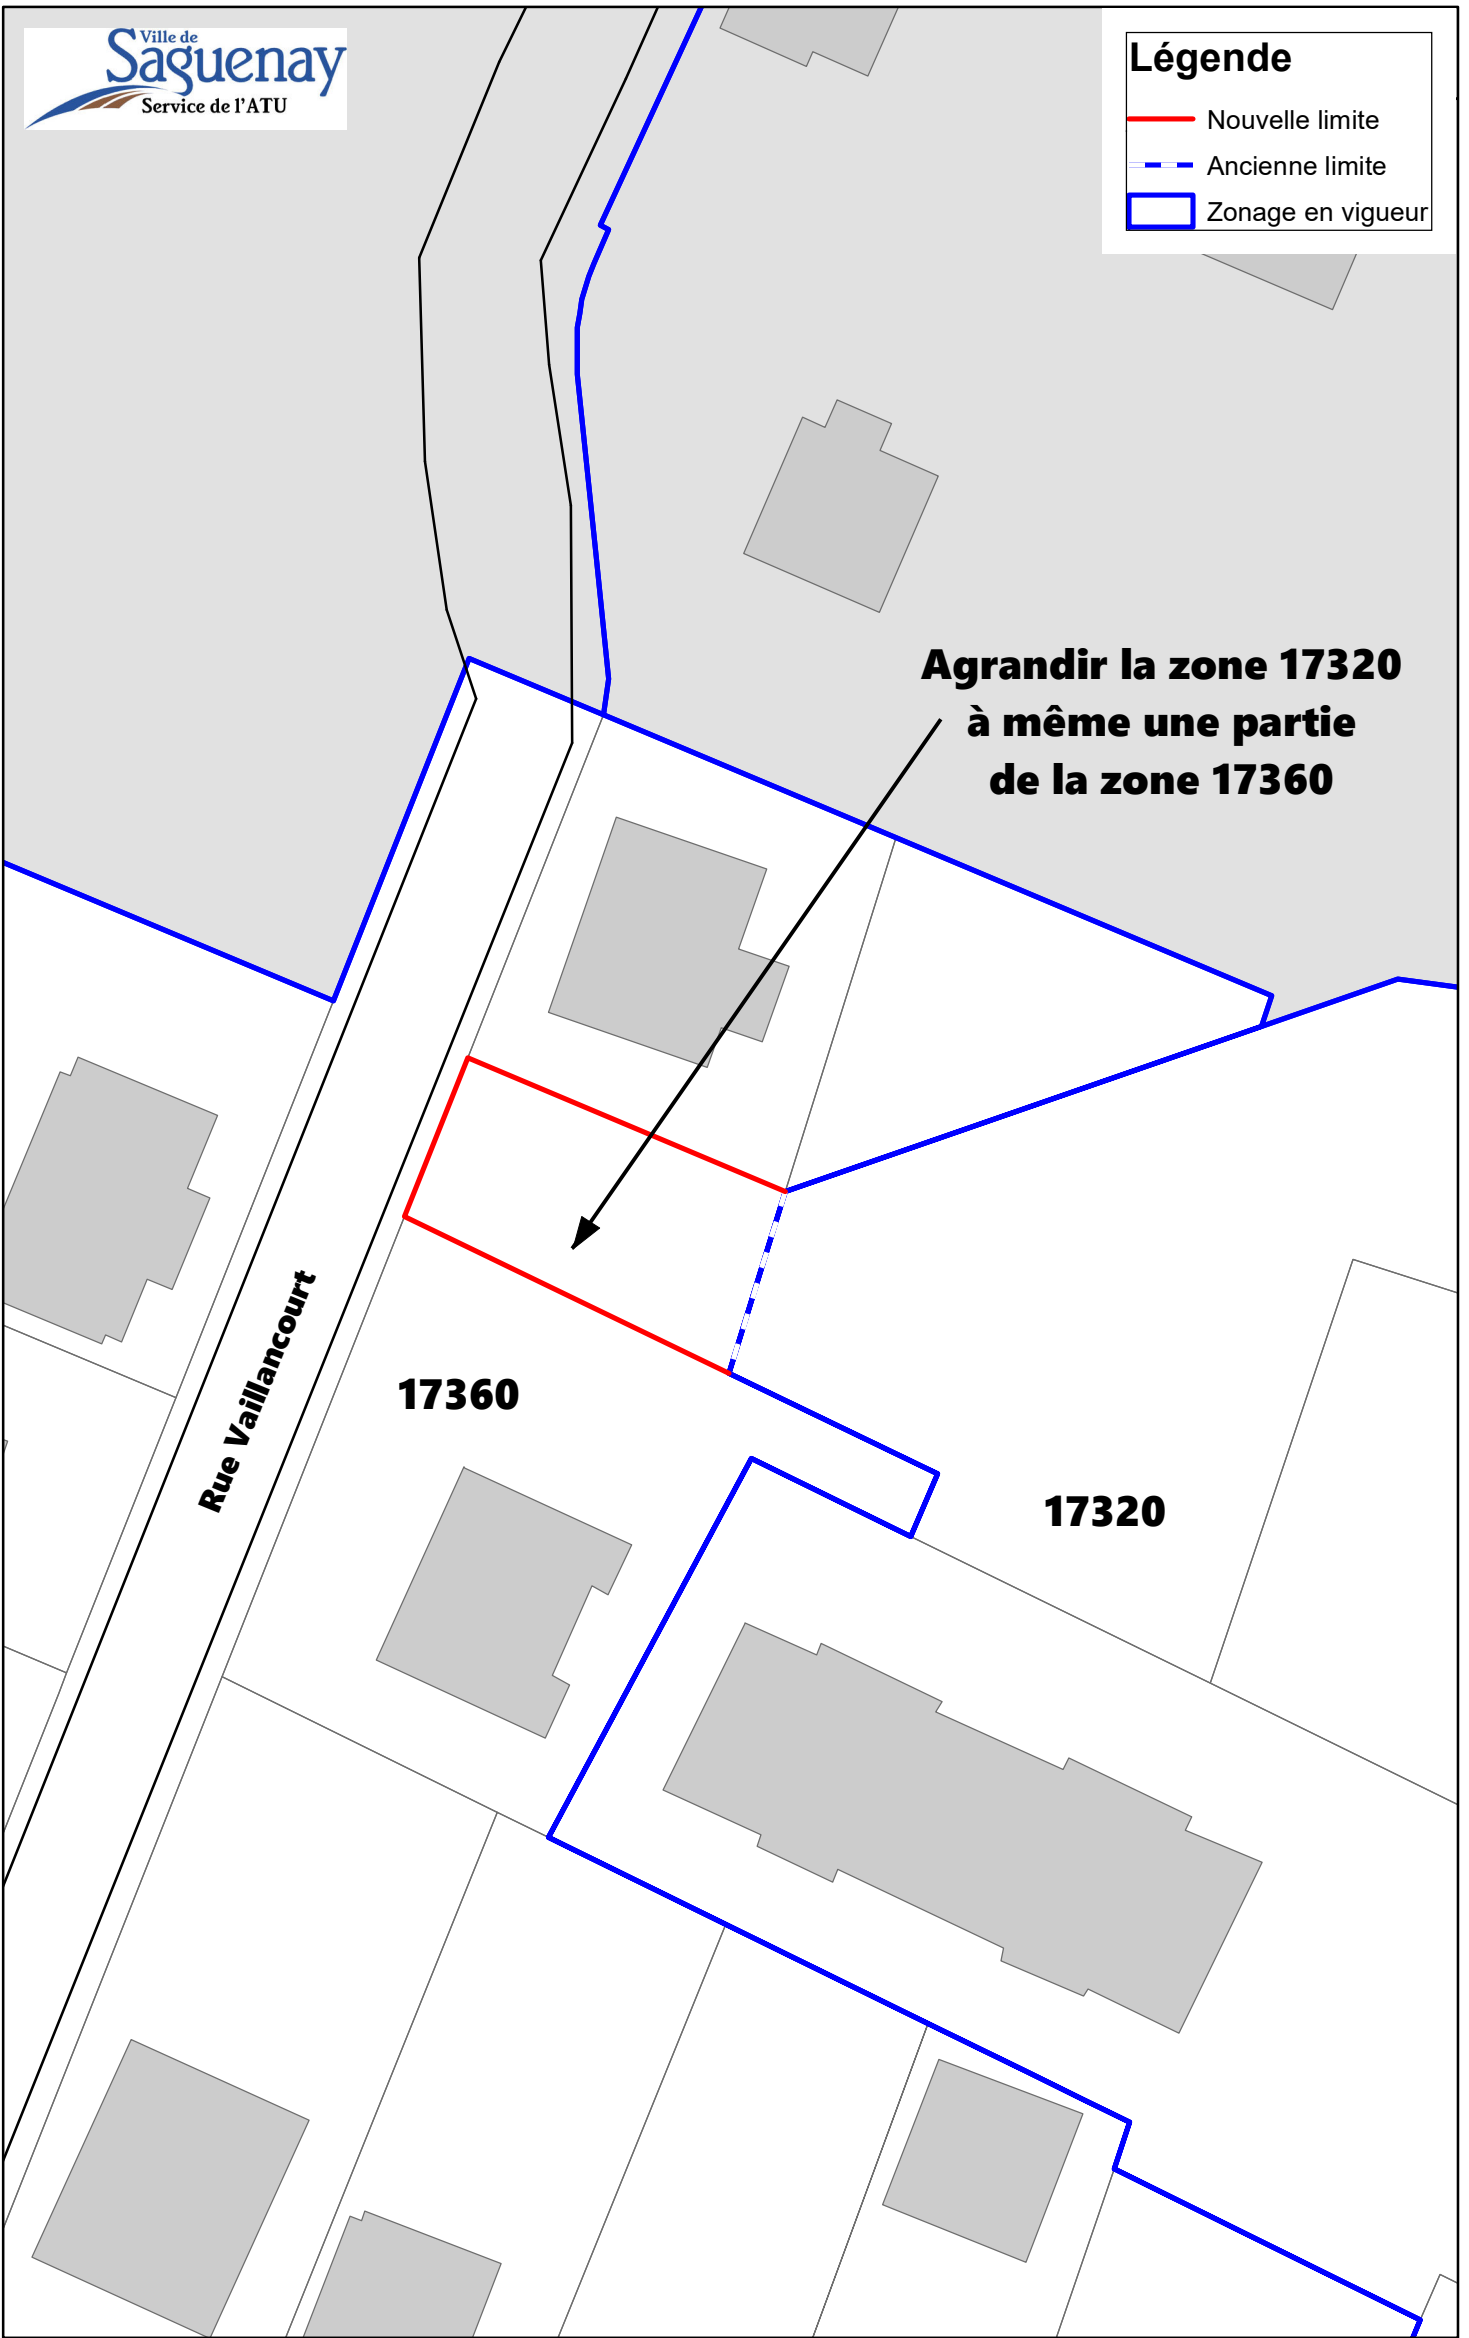 Ville de
Saguenay
Service de l'ATU
Légende
Nouvelle limite
Ancienne limite
Zonage en vigueur
Agrandir la zone 17320
à même une partie
de la zone 17360
Rue Vaillancourt
17360
17320